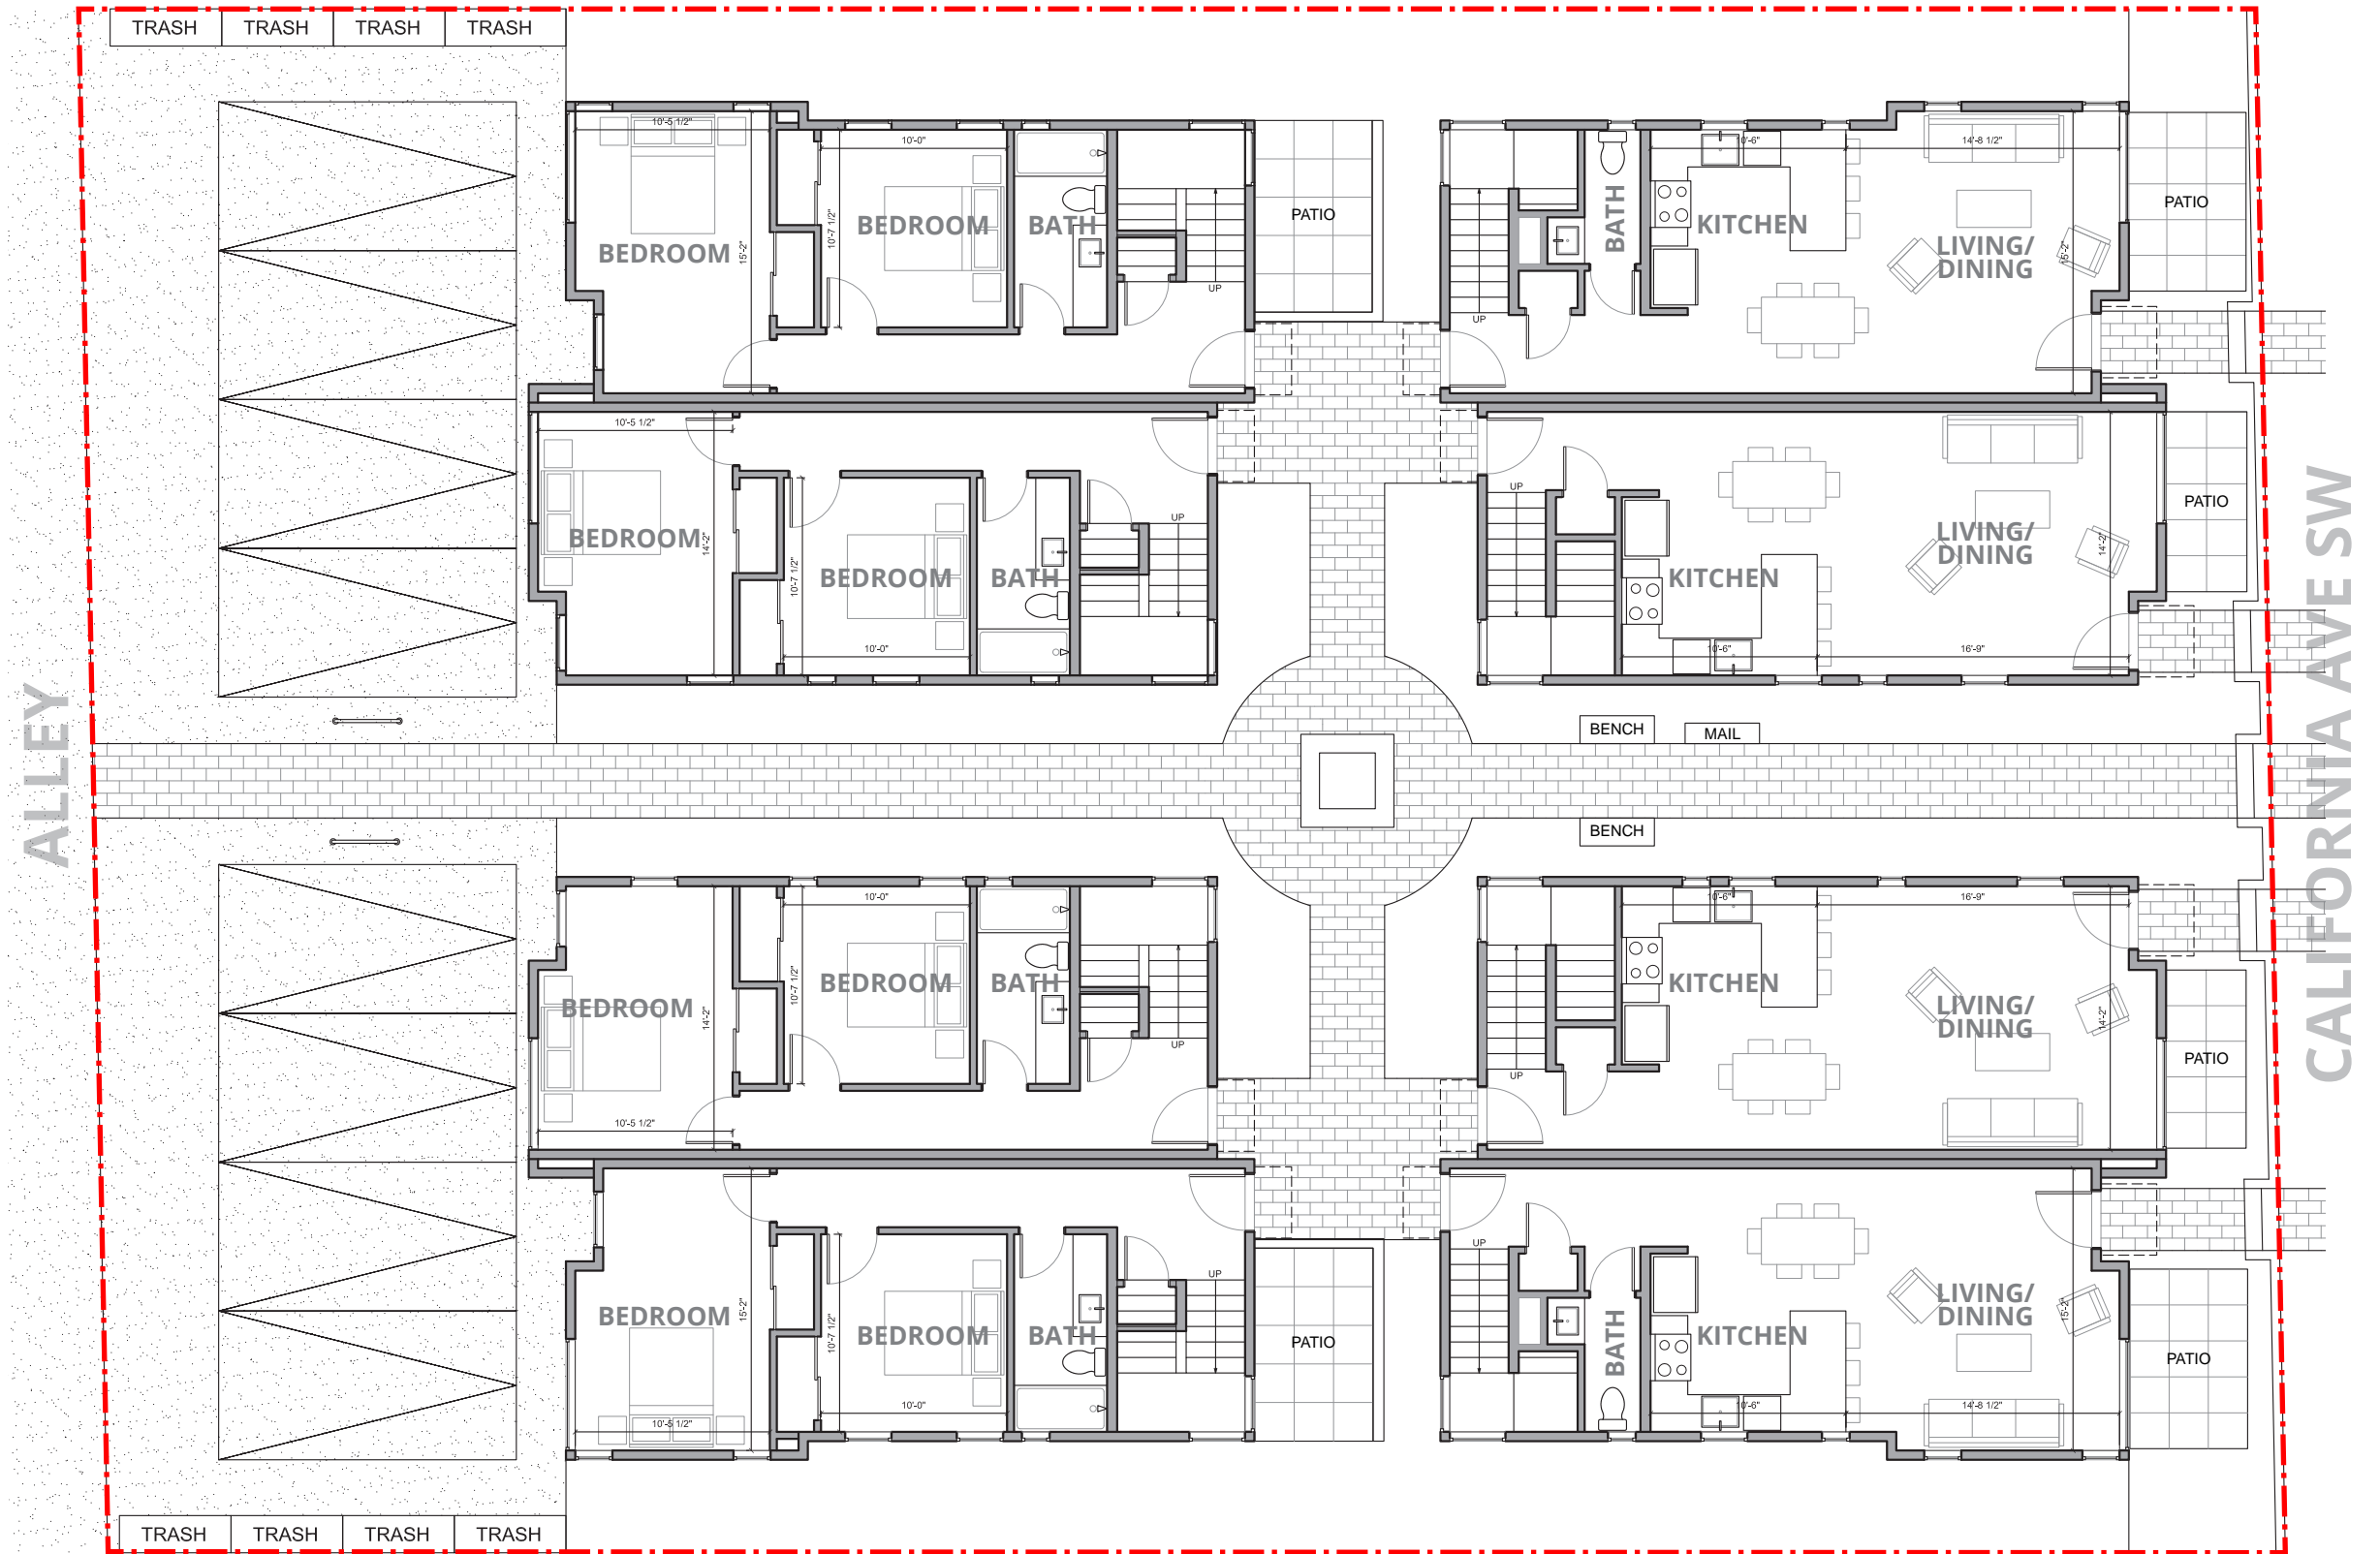 TRASH TRASH TRASH TRASH
10'-5 1/2"
10'-0"
10'-6"
14'-8 1/2"
BEDROOM
15'-2"
10'-7 1/2"
BEDROOM
BATH
UP
PATIO
UP
BATH
KITCHEN
LIVING/
DINING
15'-2"
PATIO
10'-5 1/2"
BEDROOM
14'-2"
10'-7 1/2"
BEDROOM
10'-0"
BATH
UP
UP
KITCHEN
10'-6"
16'-9"
LIVING/
DINING
14'-2"
PATIO
ALLEY
BENCH
MAIL
BENCH
CALIFORNIA AVE SW
10'-0"
10'-6"
16'-9"
BEDROOM
14'-2"
10'-7 1/2"
BEDROOM
BATH
UP
10'-5 1/2"
UP
KITCHEN
LIVING/
DINING
14'-2"
PATIO
BEDROOM
15'-2"
10'-5 1/2"
10'-7 1/2"
BEDROOM
10'-0"
BATH
UP
PATIO
UP
BATH
KITCHEN
10'-6"
14'-8 1/2"
LIVING/
DINING
15'-2"
PATIO
TRASH TRASH TRASH TRASH